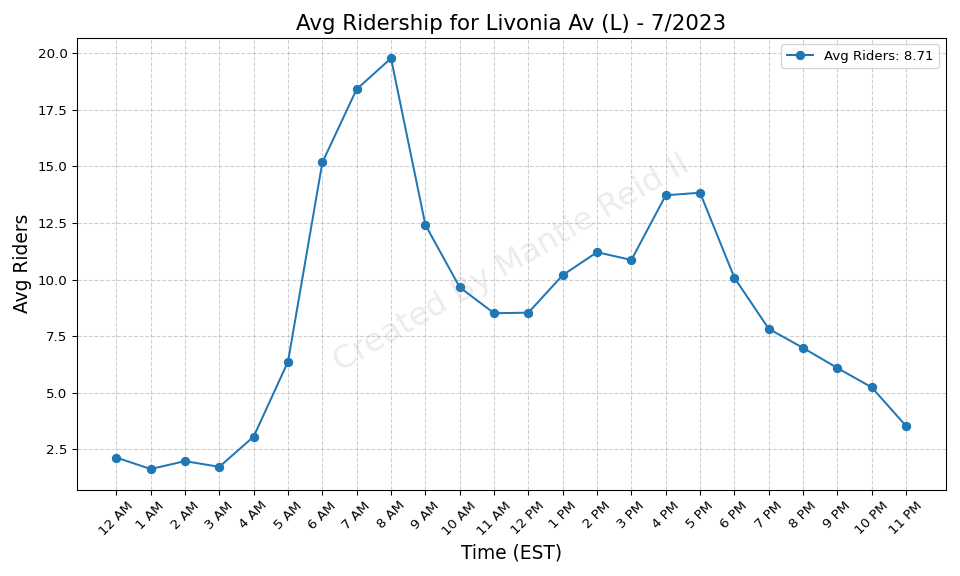 Avg Ridership for Livonia Av (L) - 7/2023
Avg Riders: 8.71
Avg Riders
20.0
17.5
15.0
12.5
10.0
7.5
5.0
2.5
Created By Mantle Reid II
12 AM
1 AM
2 AM
3 AM
4 AM
5 AM
6 AM
7 AM
8 AM
9 AM
10 AM
11 AM
12 PM
1 PM
2 PM
3 PM
4 PM
5 PM
6 PM
7 PM
8 PM
9 PM
10 PM
11 PM
Time (EST)